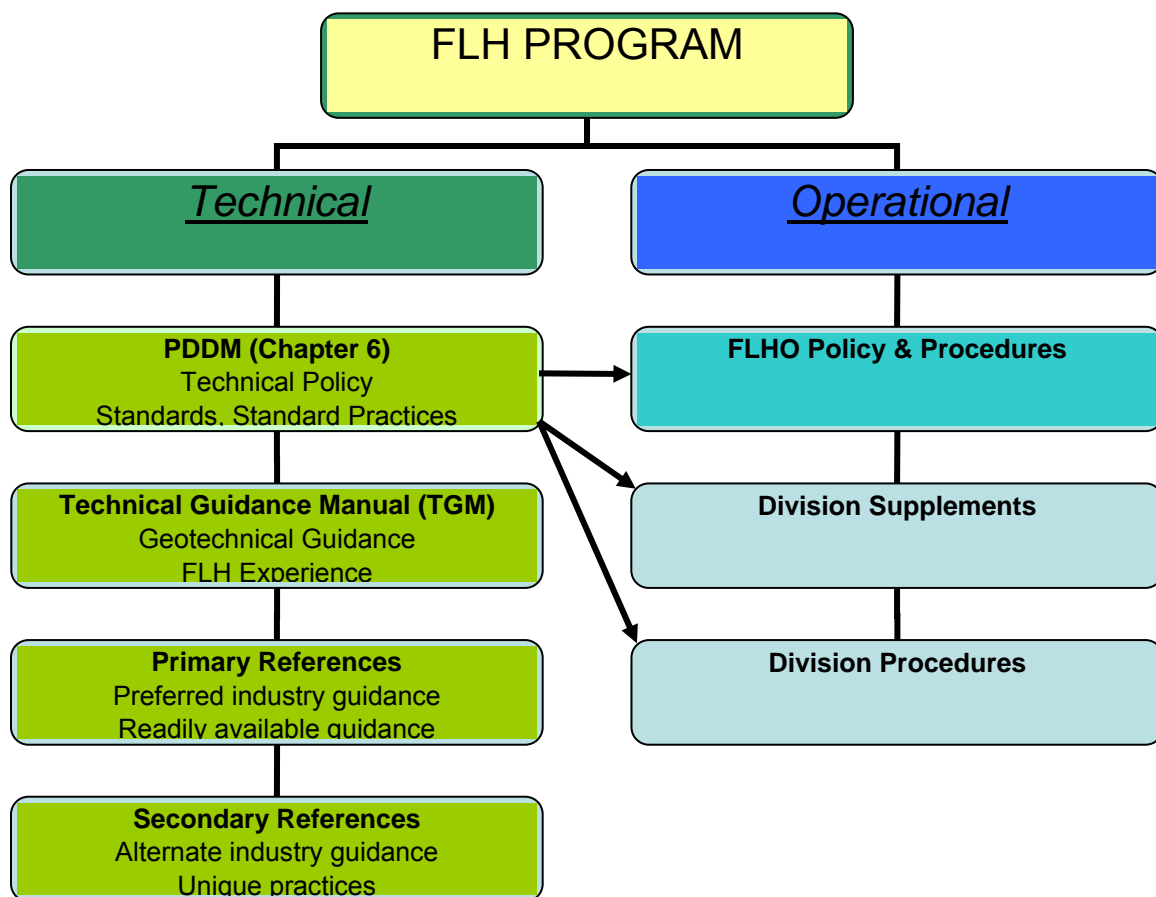 FLH PROGRAM
Technical
Operational
PDDM (Chapter 6)
Technical Policy
Standards, Standard Practices
FLHO Policy & Procedures
Technical Guidance Manual (TGM)
Geotechnical Guidance
FLH Experience
Division Supplements
Primary References
Preferred industry guidance
Readily available guidance
Division Procedures
Secondary References
Alternate industry guidance
Unique practices